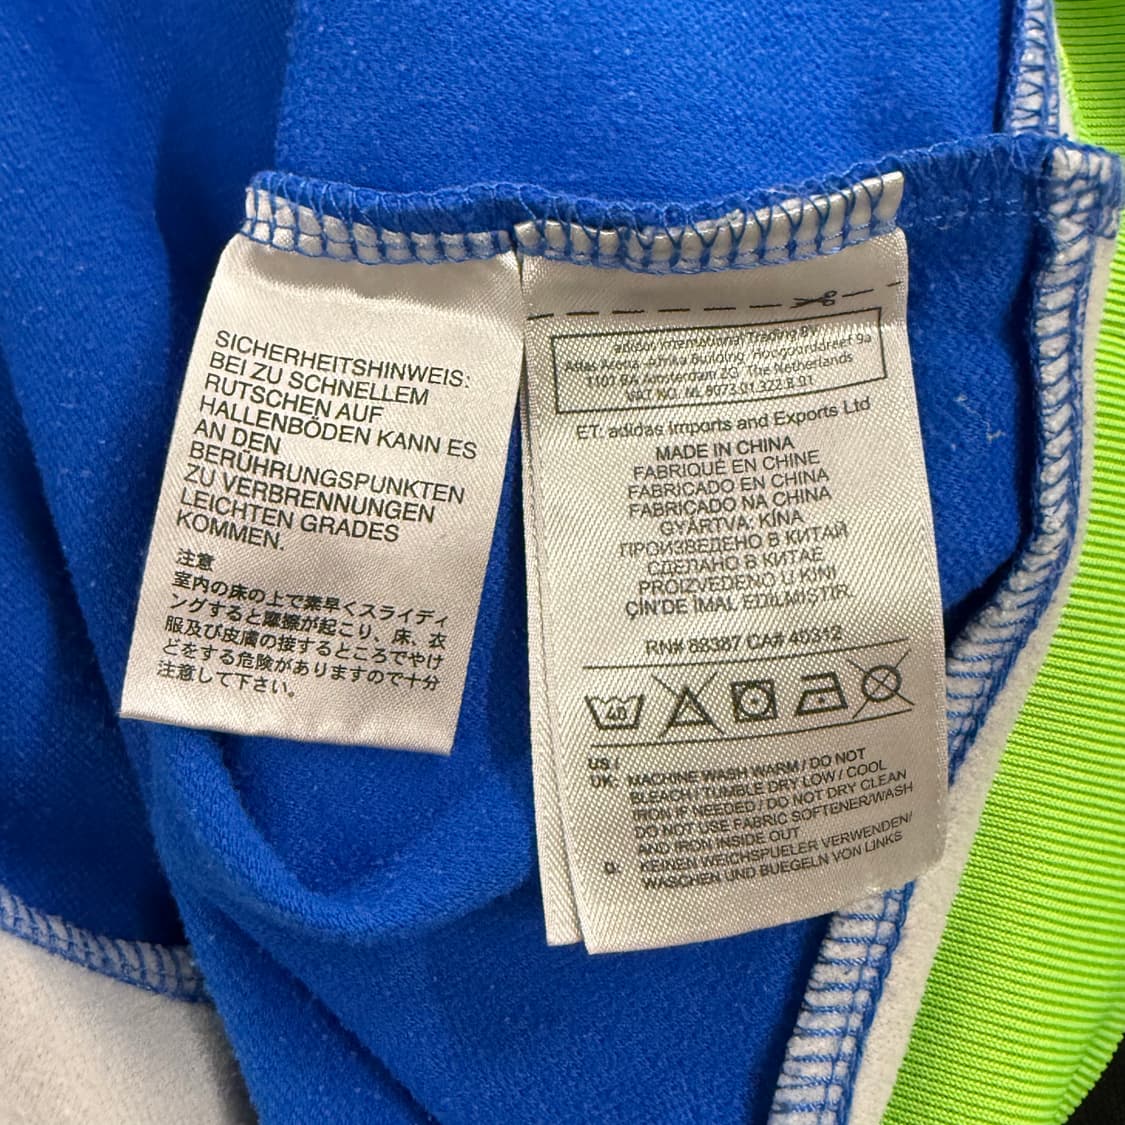 SICHERHEITSHINWEIS:
BEI ZU SCHNELLEM
RUTSCHEN AUF
HALLENBÖDEN KANN ES
AN DEN
BERÜHRUNGSPUNKTEN
ZU VERBRENNUNGEN
LEICHTEN GRADES
KOMMEN.
注意
室内の床の上で素早くスライディ
ングすると摩擦が起こり、床、衣
服及び皮膚の接するところでやけ
どをする危険がありますので十分
注意して下さい。
adidas International Trading BV
Atlas Arena Afrika Building, Hoogoorddreef 9a
1101 BA Amsterdam ZO The Netherlands
VAT NO. NL 8073.01.322.B.01
ET: adidas Imports and Exports Ltd
MADE IN CHINA
FABRIQUÉ EN CHINE
FABRICADO EN CHINA
FABRICADO NA CHINA
GYÁRTVA: KÍNA
ПРОИЗВЕДЕНО В КИТАЙ
СДЕЛАНО В КИТАЕ
PROIZVEDENO U KINI
ÇİN'DE İMAL EDİLMİŞTİR.
RN# 88387 CA# 40312
40
US /
UK: MACHINE WASH WARM / DO NOT
BLEACH / TUMBLE DRY LOW / COOL
IRON IF NEEDED / DO NOT DRY CLEAN
DO NOT USE FABRIC SOFTENER/WASH
AND IRON INSIDE OUT
D: KEINEN WEICHSPUELER VERWENDEN/
WASCHEN UND BUEGELN VON LINKS